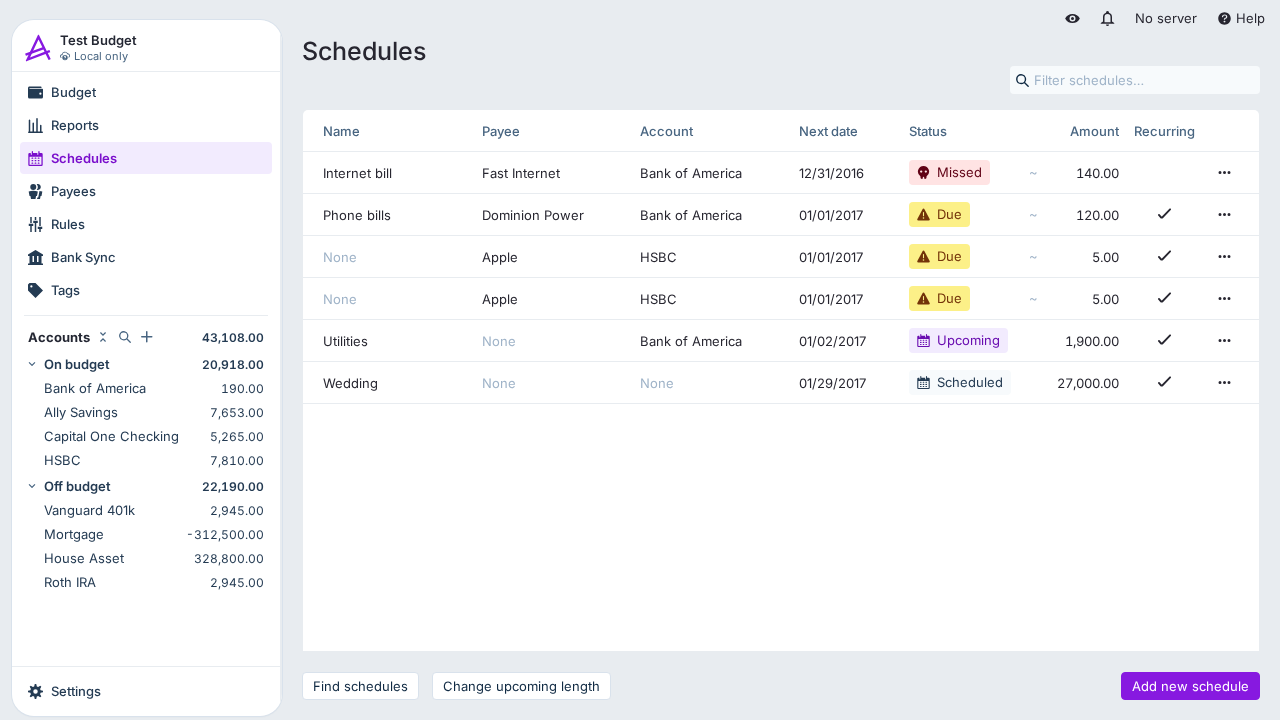 No server
Help
Test Budget
Local only
Budget
Reports
Schedules
Payees
Rules
Bank Sync
Tags
Accounts 43,108.00
On budget 20,918.00
Bank of America 190.00
Ally Savings 7,653.00
Capital One Checking 5,265.00
HSBC 7,810.00
Off budget 22,190.00
Vanguard 401k 2,945.00
Mortgage -312,500.00
House Asset 328,800.00
Roth IRA 2,945.00
Settings
Schedules
Filter schedules...
Name Payee Account Next date Status Amount Recurring
Internet bill Fast Internet Bank of America 12/31/2016 Missed ~ 140.00
Phone bills Dominion Power Bank of America 01/01/2017 Due ~ 120.00
None Apple HSBC 01/01/2017 Due ~ 5.00
None Apple HSBC 01/01/2017 Due ~ 5.00
Utilities None Bank of America 01/02/2017 Upcoming 1,900.00
Wedding None None 01/29/2017 Scheduled 27,000.00
Find schedules
Change upcoming length
Add new schedule